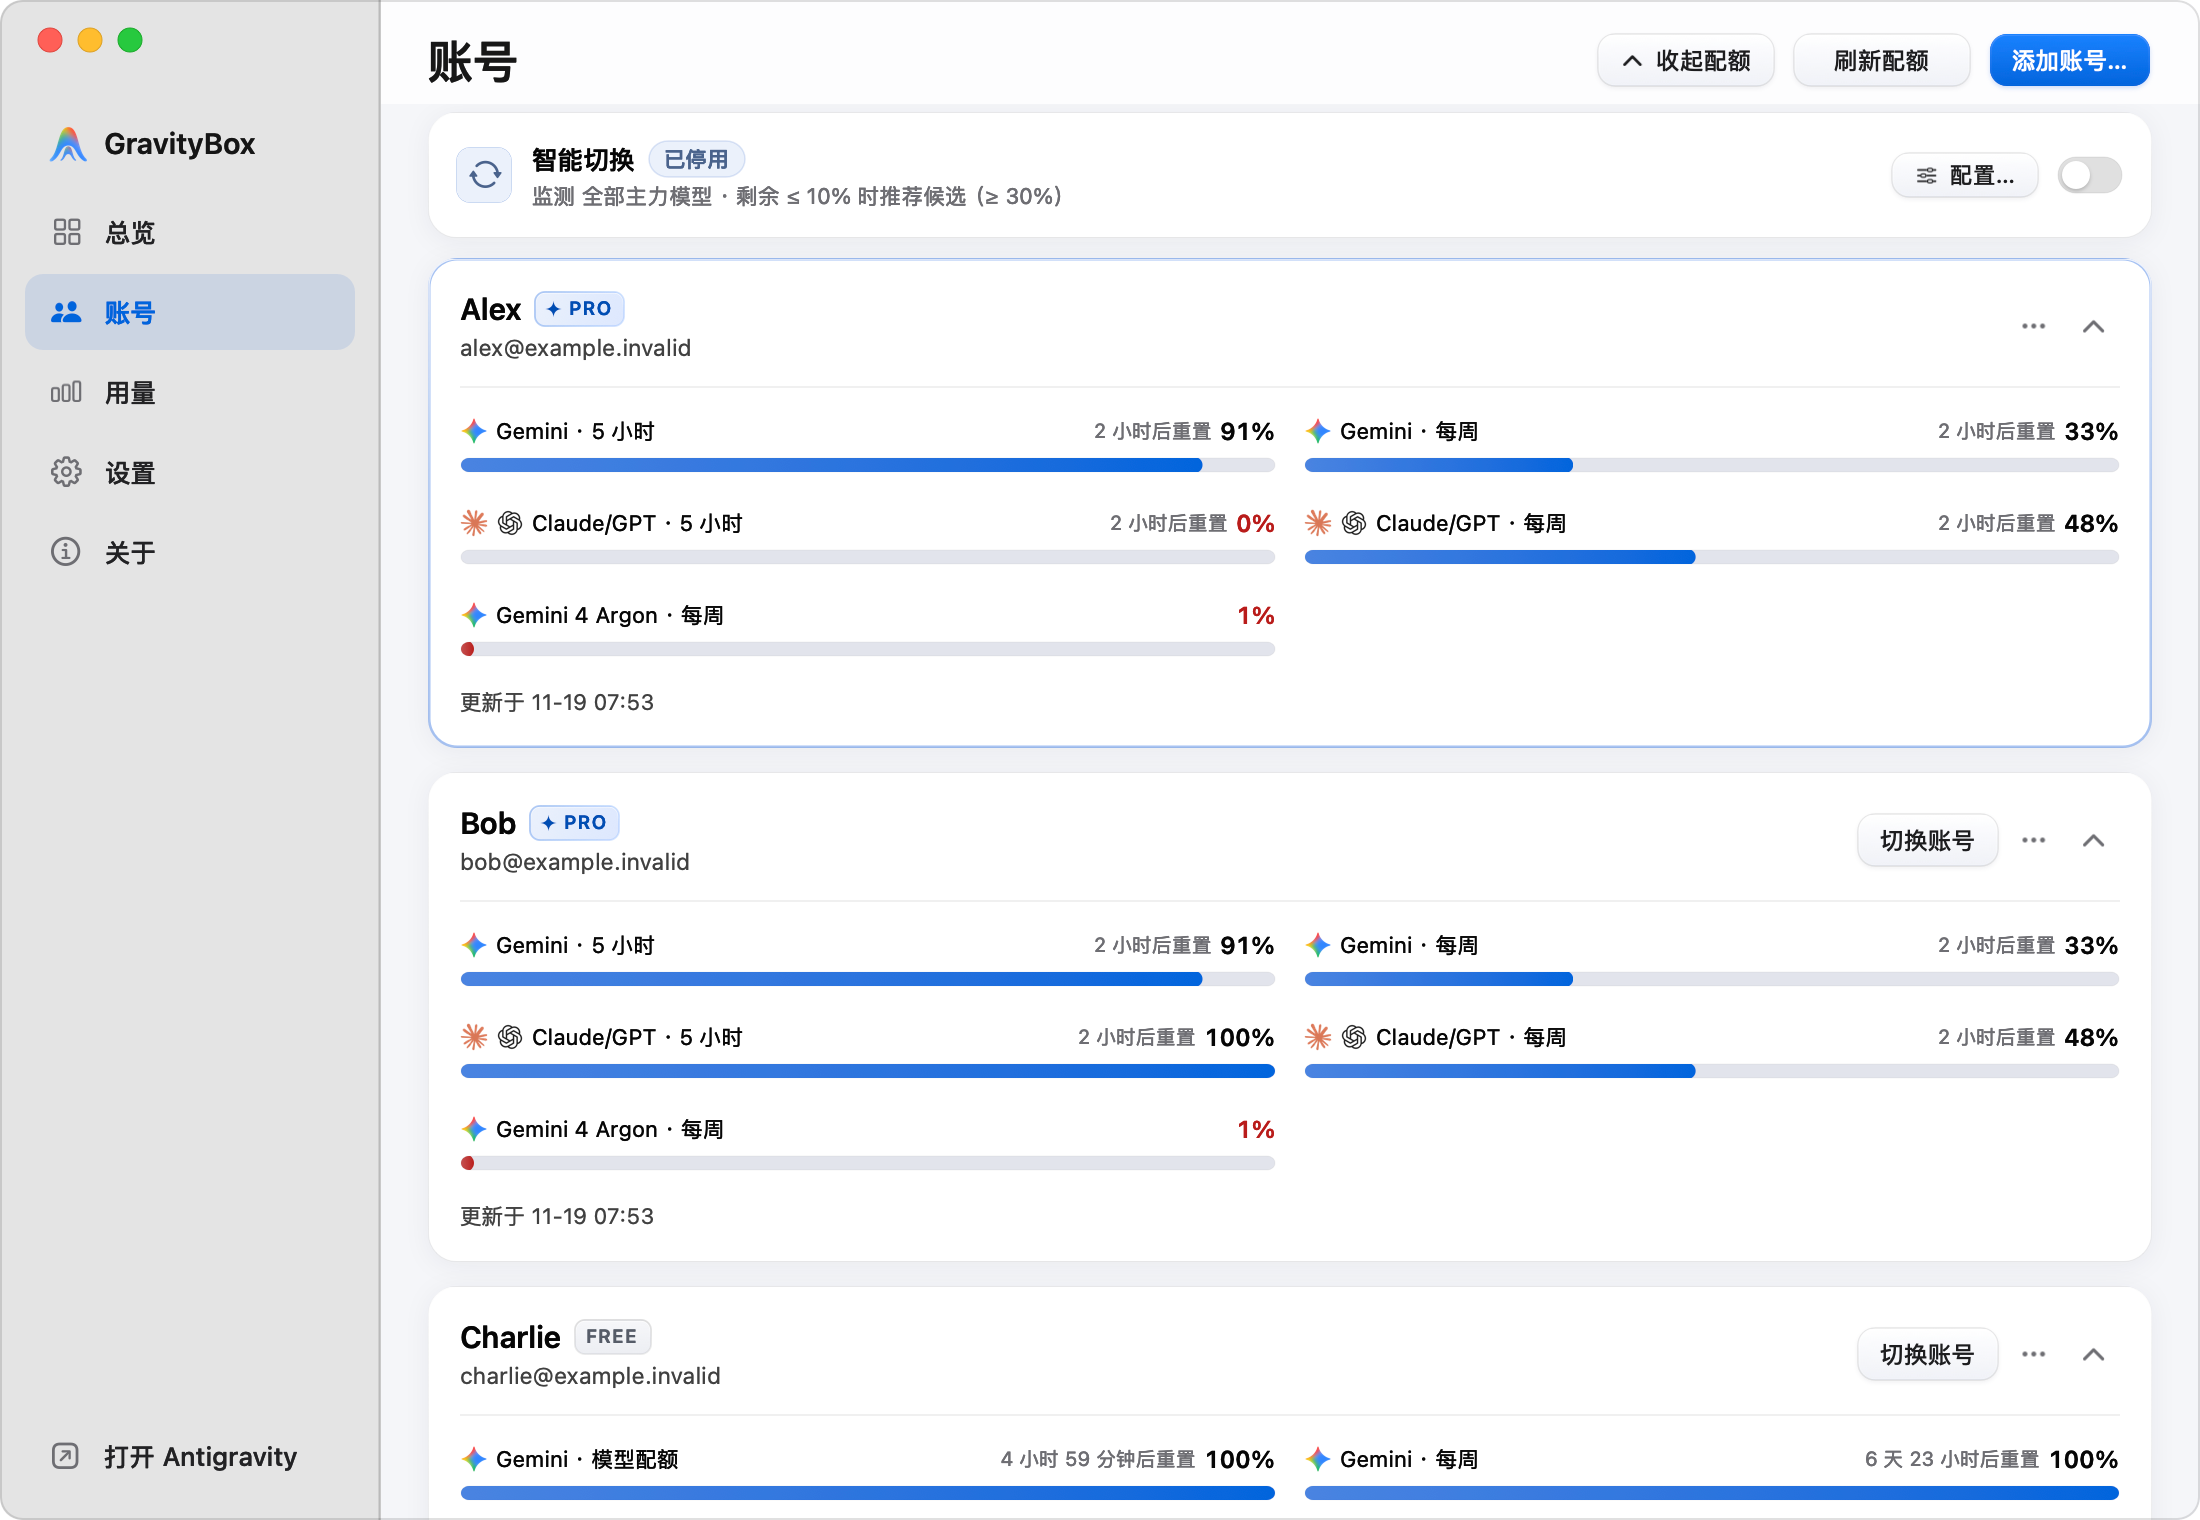 GravityBox
总览
账号
用量
设置
关于
打开 Antigravity
账号
收起配额
刷新配额
添加账号...
智能切换 已停用
监测 全部主力模型 · 剩余 ≤ 10% 时推荐候选 (≥ 30%)
配置...
Alex PRO
alex@example.invalid
Gemini · 5 小时 2 小时后重置 91%
Gemini · 每周 2 小时后重置 33%
Claude/GPT · 5 小时 2 小时后重置 0%
Claude/GPT · 每周 2 小时后重置 48%
Gemini 4 Argon · 每周 1%
更新于 11-19 07:53
Bob PRO
bob@example.invalid
切换账号
Gemini · 5 小时 2 小时后重置 91%
Gemini · 每周 2 小时后重置 33%
Claude/GPT · 5 小时 2 小时后重置 100%
Claude/GPT · 每周 2 小时后重置 48%
Gemini 4 Argon · 每周 1%
更新于 11-19 07:53
Charlie FREE
charlie@example.invalid
切换账号
Gemini · 模型配额 4 小时 59 分钟后重置 100%
Gemini · 每周 6 天 23 小时后重置 100%